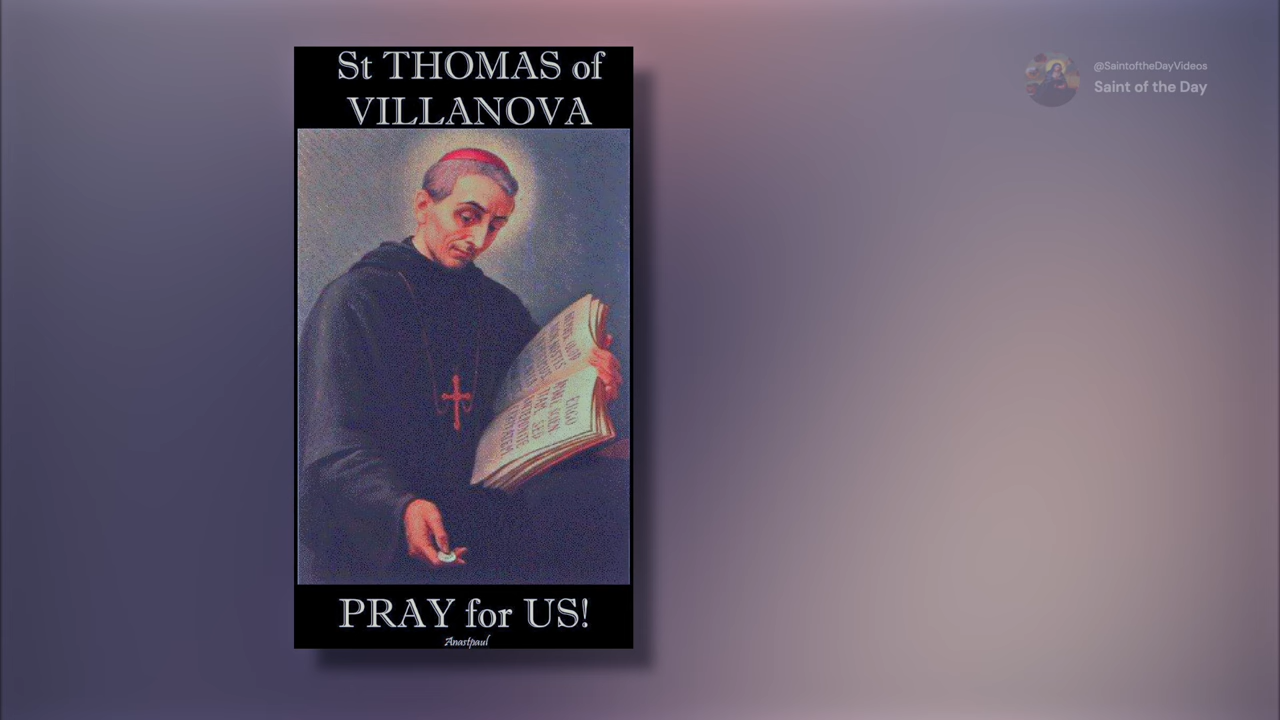 St THOMAS of
VILLANOVA
PRAY for US!
Anastpaul
@SaintoftheDayVideos
Saint of the Day